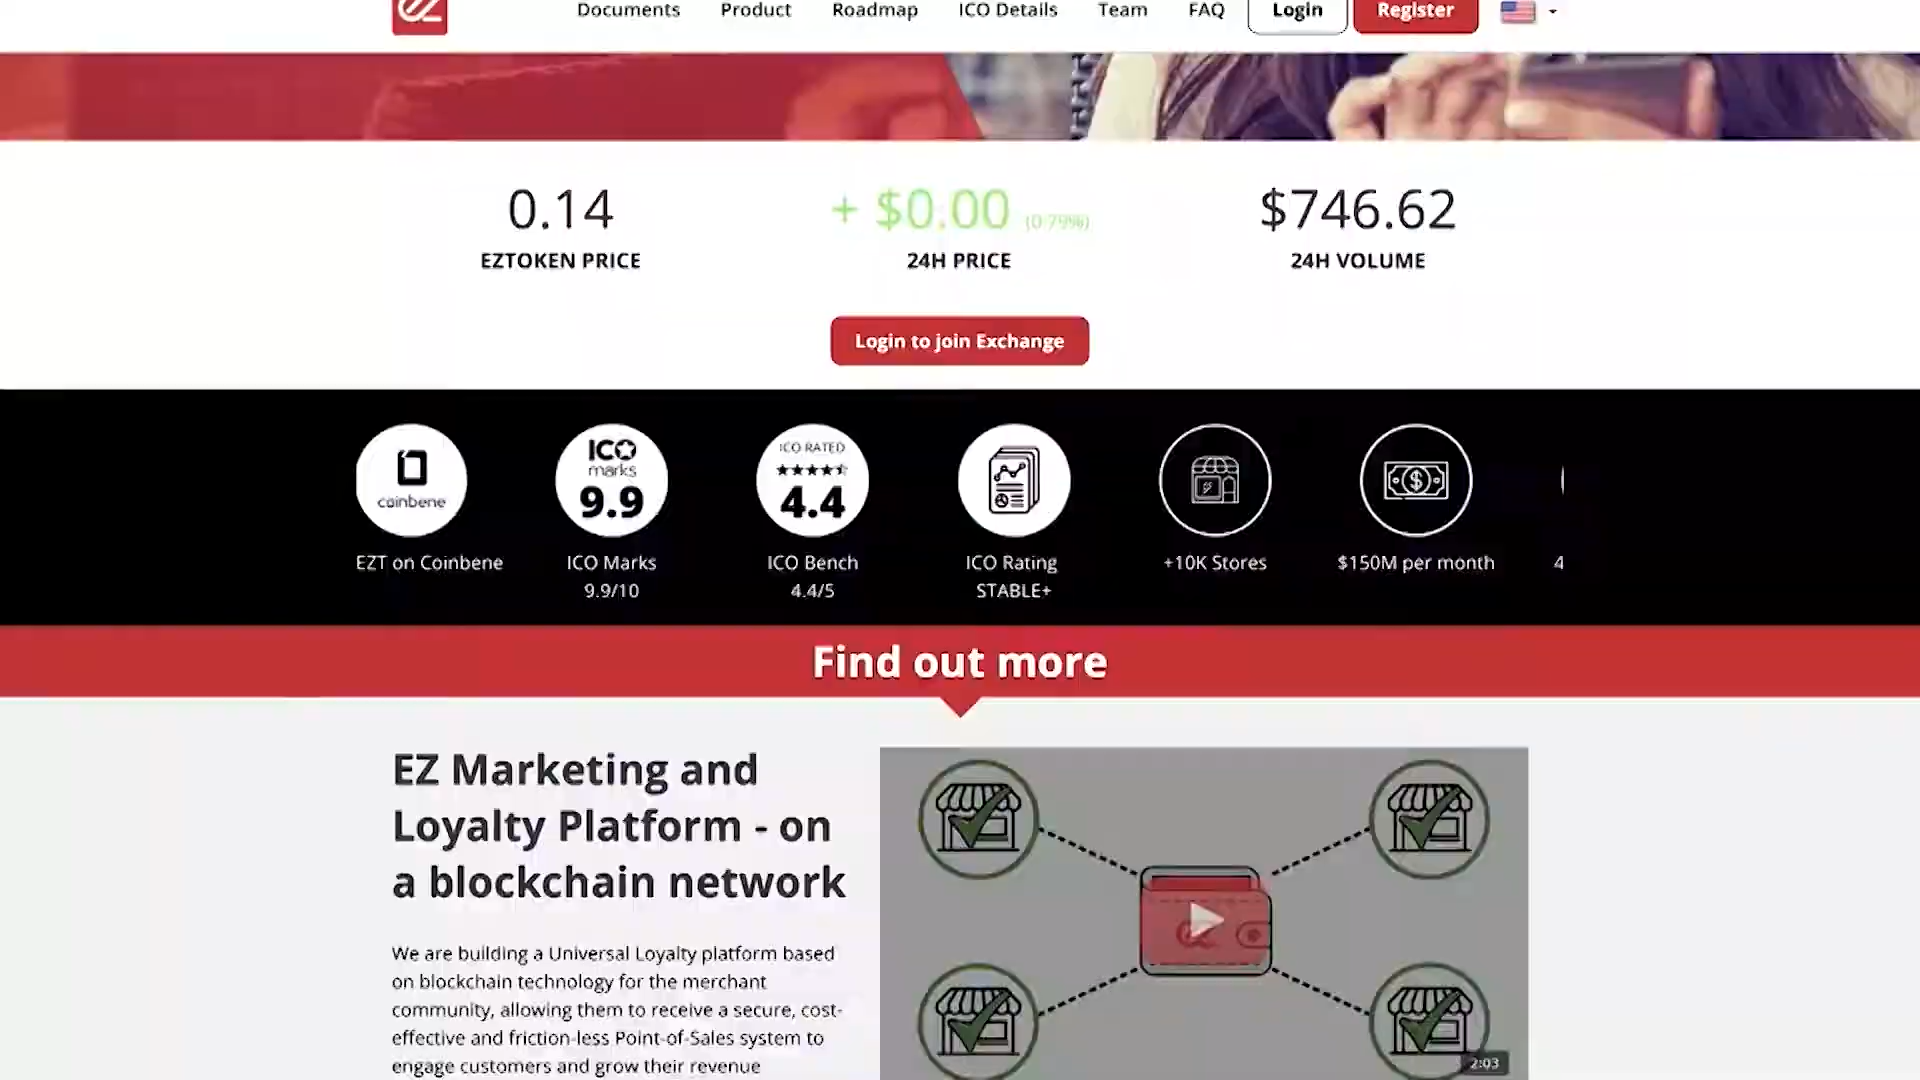 Documents Product Roadmap ICO Details Team FAQ Login Register
0.14 + $0.00 (0.79%) $746.62
EZTOKEN PRICE 24H PRICE 24H VOLUME
Login to join Exchange
coinbene ICO marks 9.9 ICO RATED 4.4
EZT on Coinbene ICO Marks ICO Bench ICO Rating +10K Stores $150M per month 4
9.9/10 4.4/5 STABLE+
Find out more
EZ Marketing and
Loyalty Platform - on
a blockchain network
We are building a Universal Loyalty platform based
on blockchain technology for the merchant
community, allowing them to receive a secure, cost-
effective and friction-less Point-of-Sales system to
engage customers and grow their revenue
2:03